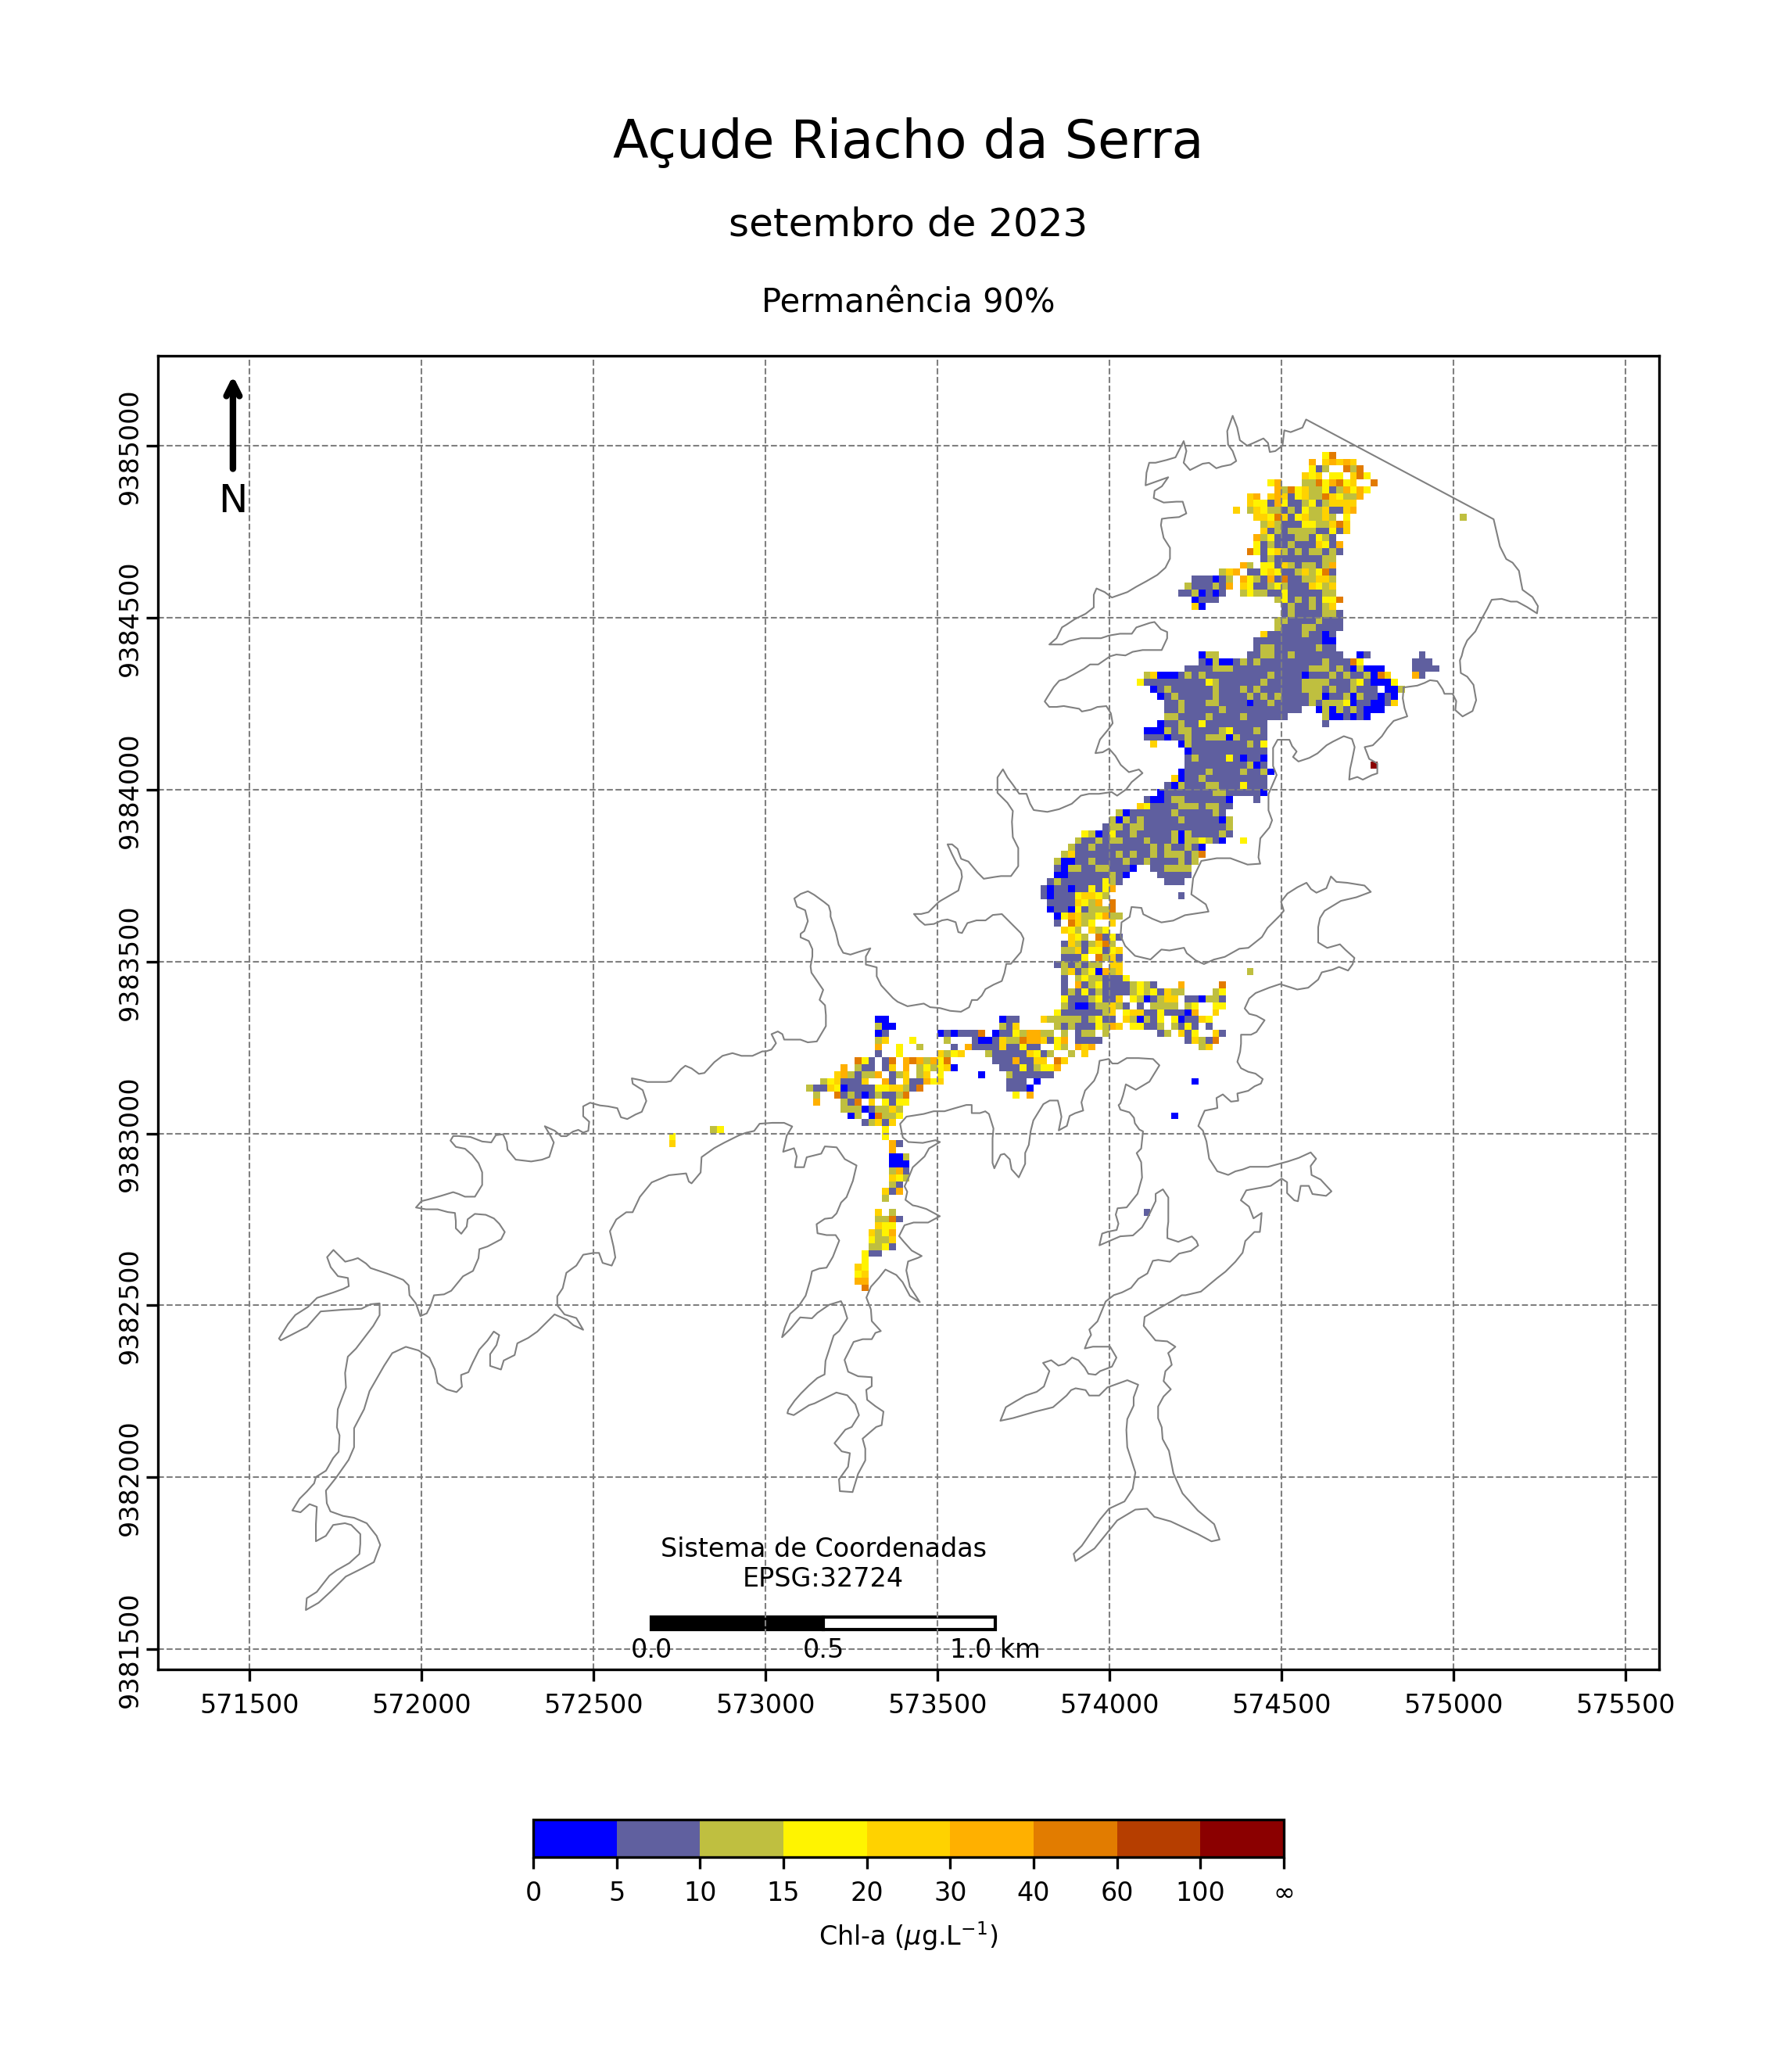 Açude Riacho da Serra
setembro de 2023
Permanência 90%
N
9385000
9384500
9384000
9383500
9383000
9382500
9382000
9381500
Sistema de Coordenadas
EPSG:32724
0.0 0.5 1.0 km
571500 572000 572500 573000 573500 574000 574500 575000 575500
0 5 10 15 20 30 40 60 100 ∞
Chl-a (μg.L⁻¹)